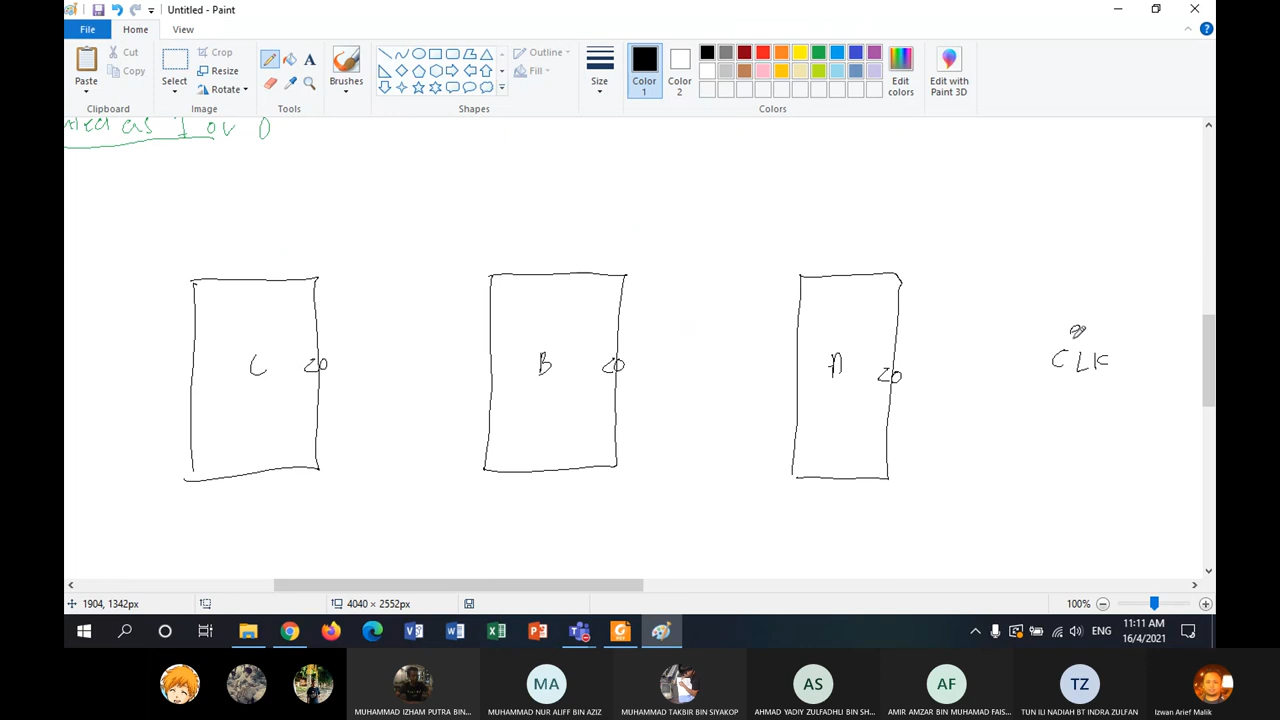 Untitled - Paint
File Home View
Paste
Cut
Copy
Clipboard
Select
Crop
Resize
Rotate
Image
Tools
Brushes
Shapes
Outline
Fill
Size
Color 1
Color 2
Edit colors
Colors
Edit with Paint 3D
as 1 or 0
C B A CLK
1904, 1342px 4040 × 2552px 100%
ENG 11:11 AM
16/4/2021
MA AS AF TZ
MUHAMMAD IZHAM PUTRA BIN... MUHAMMAD NUR ALIFF BIN AZIZ MUHAMMAD TAKBIR BIN SIYAKOP AHMAD YADIY ZULFADHLI BIN SH... AMIR AMZAR BIN MUHAMAD FAIS... TUN ILI NADIAH BT INDRA ZULFAN Izwan Arief Malik